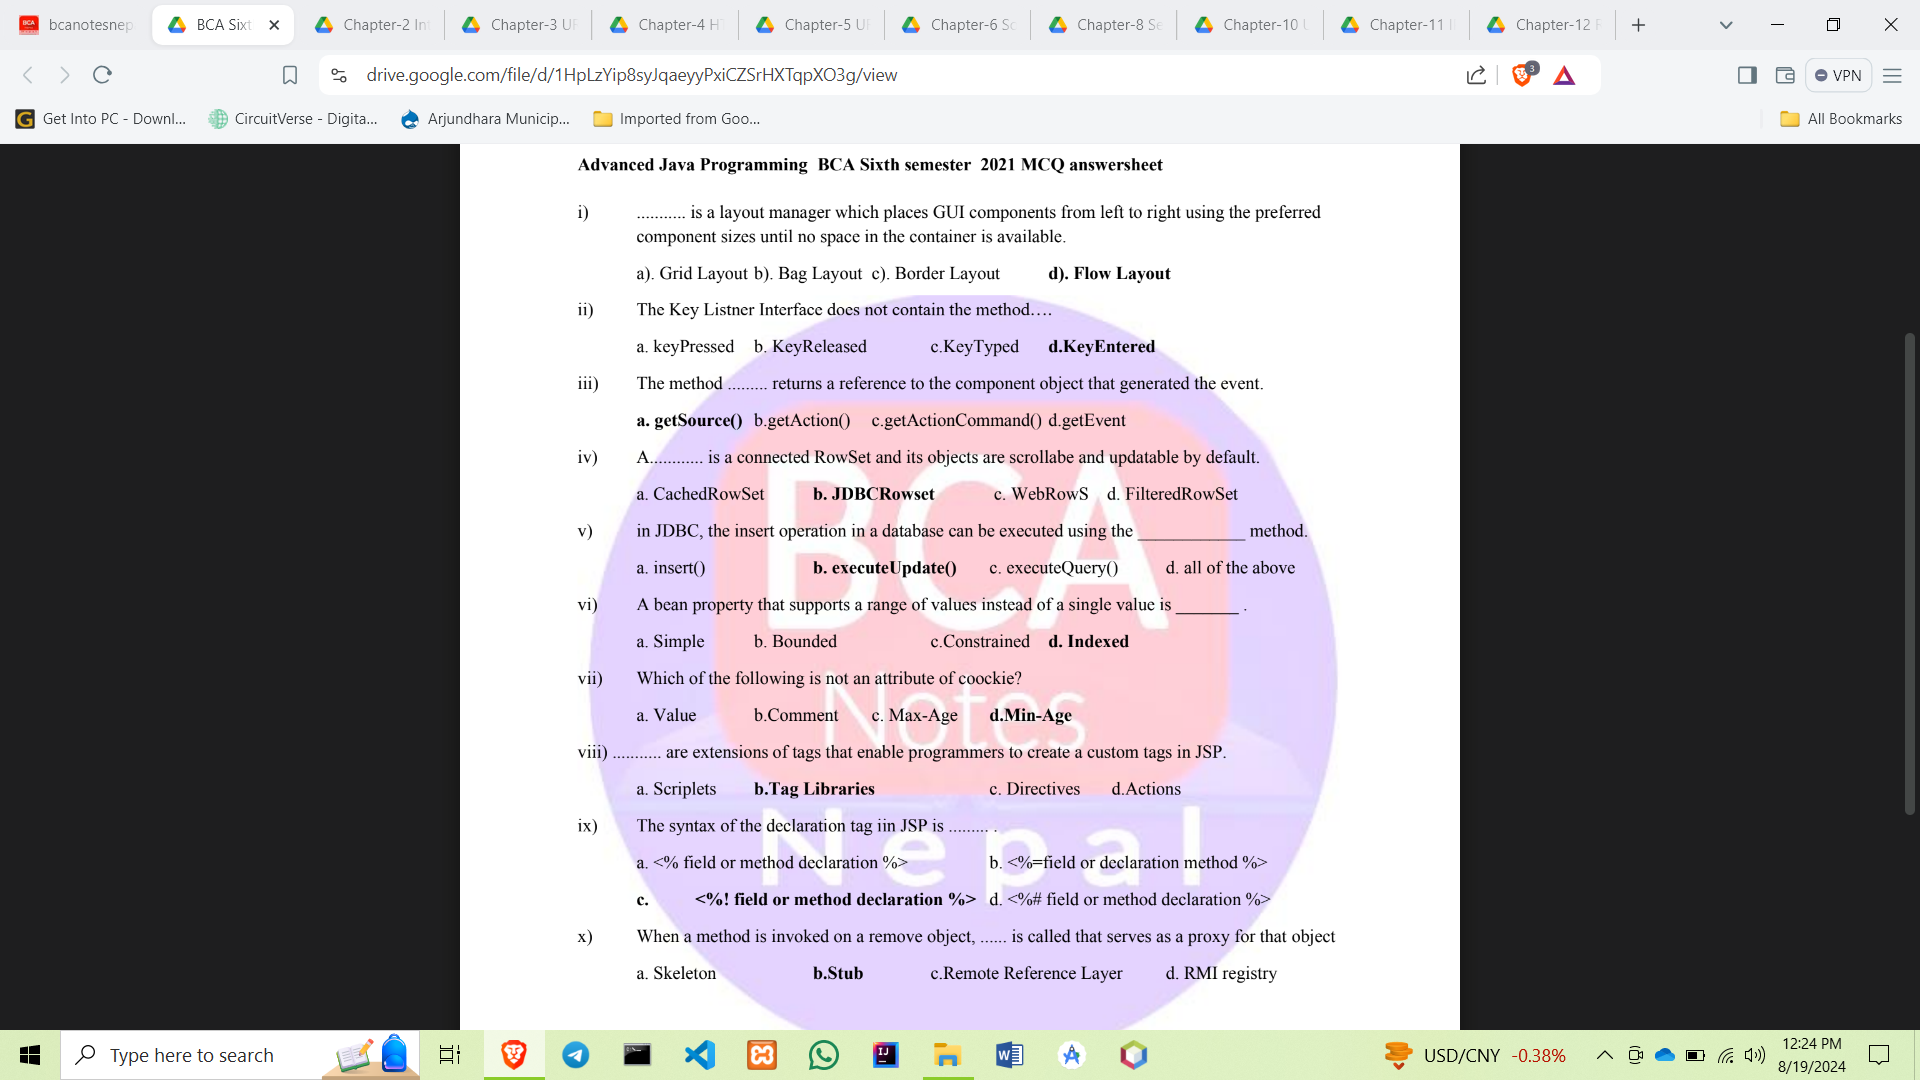 bcanotesnep
BCA Sixt
Chapter-2 Int
Chapter-3 UF
Chapter-4 H
Chapter-5 UF
Chapter-6 Sc
Chapter-8 Se
Chapter-10 U
Chapter-11 I
Chapter-12 F
drive.google.com/file/d/1HpLzYip8syJqaeyyPxiCZSrHXTqpXO3g/view
3
VPN
Get Into PC - Downl...
CircuitVerse - Digita...
Arjundhara Municip...
Imported from Goo...
All Bookmarks
Advanced Java Programming BCA Sixth semester 2021 MCQ answersheet
i) ........... is a layout manager which places GUI components from left to right using the preferred
component sizes until no space in the container is available.
a). Grid Layout b). Bag Layout c). Border Layout d). Flow Layout
ii) The Key Listner Interface does not contain the method….
a. keyPressed b. KeyReleased c.KeyTyped d.KeyEntered
iii) The method ......... returns a reference to the component object that generated the event.
a. getSource() b.getAction() c.getActionCommand() d.getEvent
iv) A............ is a connected RowSet and its objects are scrollabe and updatable by default.
a. CachedRowSet b. JDBCRowset c. WebRowS d. FilteredRowSet
v) in JDBC, the insert operation in a database can be executed using the ____________ method.
a. insert() b. executeUpdate() c. executeQuery() d. all of the above
vi) A bean property that supports a range of values instead of a single value is _______ .
a. Simple b. Bounded c.Constrained d. Indexed
vii) Which of the following is not an attribute of coockie?
a. Value b.Comment c. Max-Age d.Min-Age
viii) ........... are extensions of tags that enable programmers to create a custom tags in JSP.
a. Scriplets b.Tag Libraries c. Directives d.Actions
ix) The syntax of the declaration tag iin JSP is ......... .
a. <% field or method declaration %> b. <%=field or declaration method %>
c. <%! field or method declaration %> d. <%# field or method declaration %>
x) When a method is invoked on a remove object, ...... is called that serves as a proxy for that object
a. Skeleton b.Stub c.Remote Reference Layer d. RMI registry
BCA
Notes
Nepal
Type here to search
USD/CNY -0.38%
12:24 PM
8/19/2024